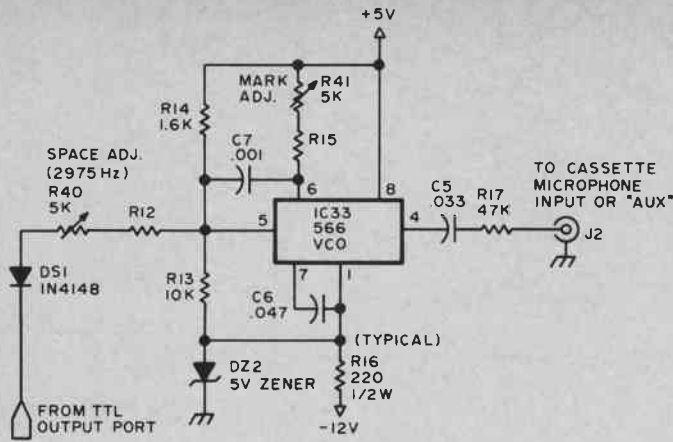 +5V
MARK
ADJ.
R41
5K
R14
1.6K
C7
.001
R15
SPACE ADJ.
(2975Hz)
R40
5K
R12
6
8
5
IC33
566
VCO
4
7
1
C5
.033
R17
47K
TO CASSETTE
MICROPHONE
INPUT OR "AUX"
J2
DS1
1N4148
R13
10K
C6
.047
(TYPICAL)
DZ2
5V ZENER
R16
220
1/2W
-12V
FROM TTL
OUTPUT PORT